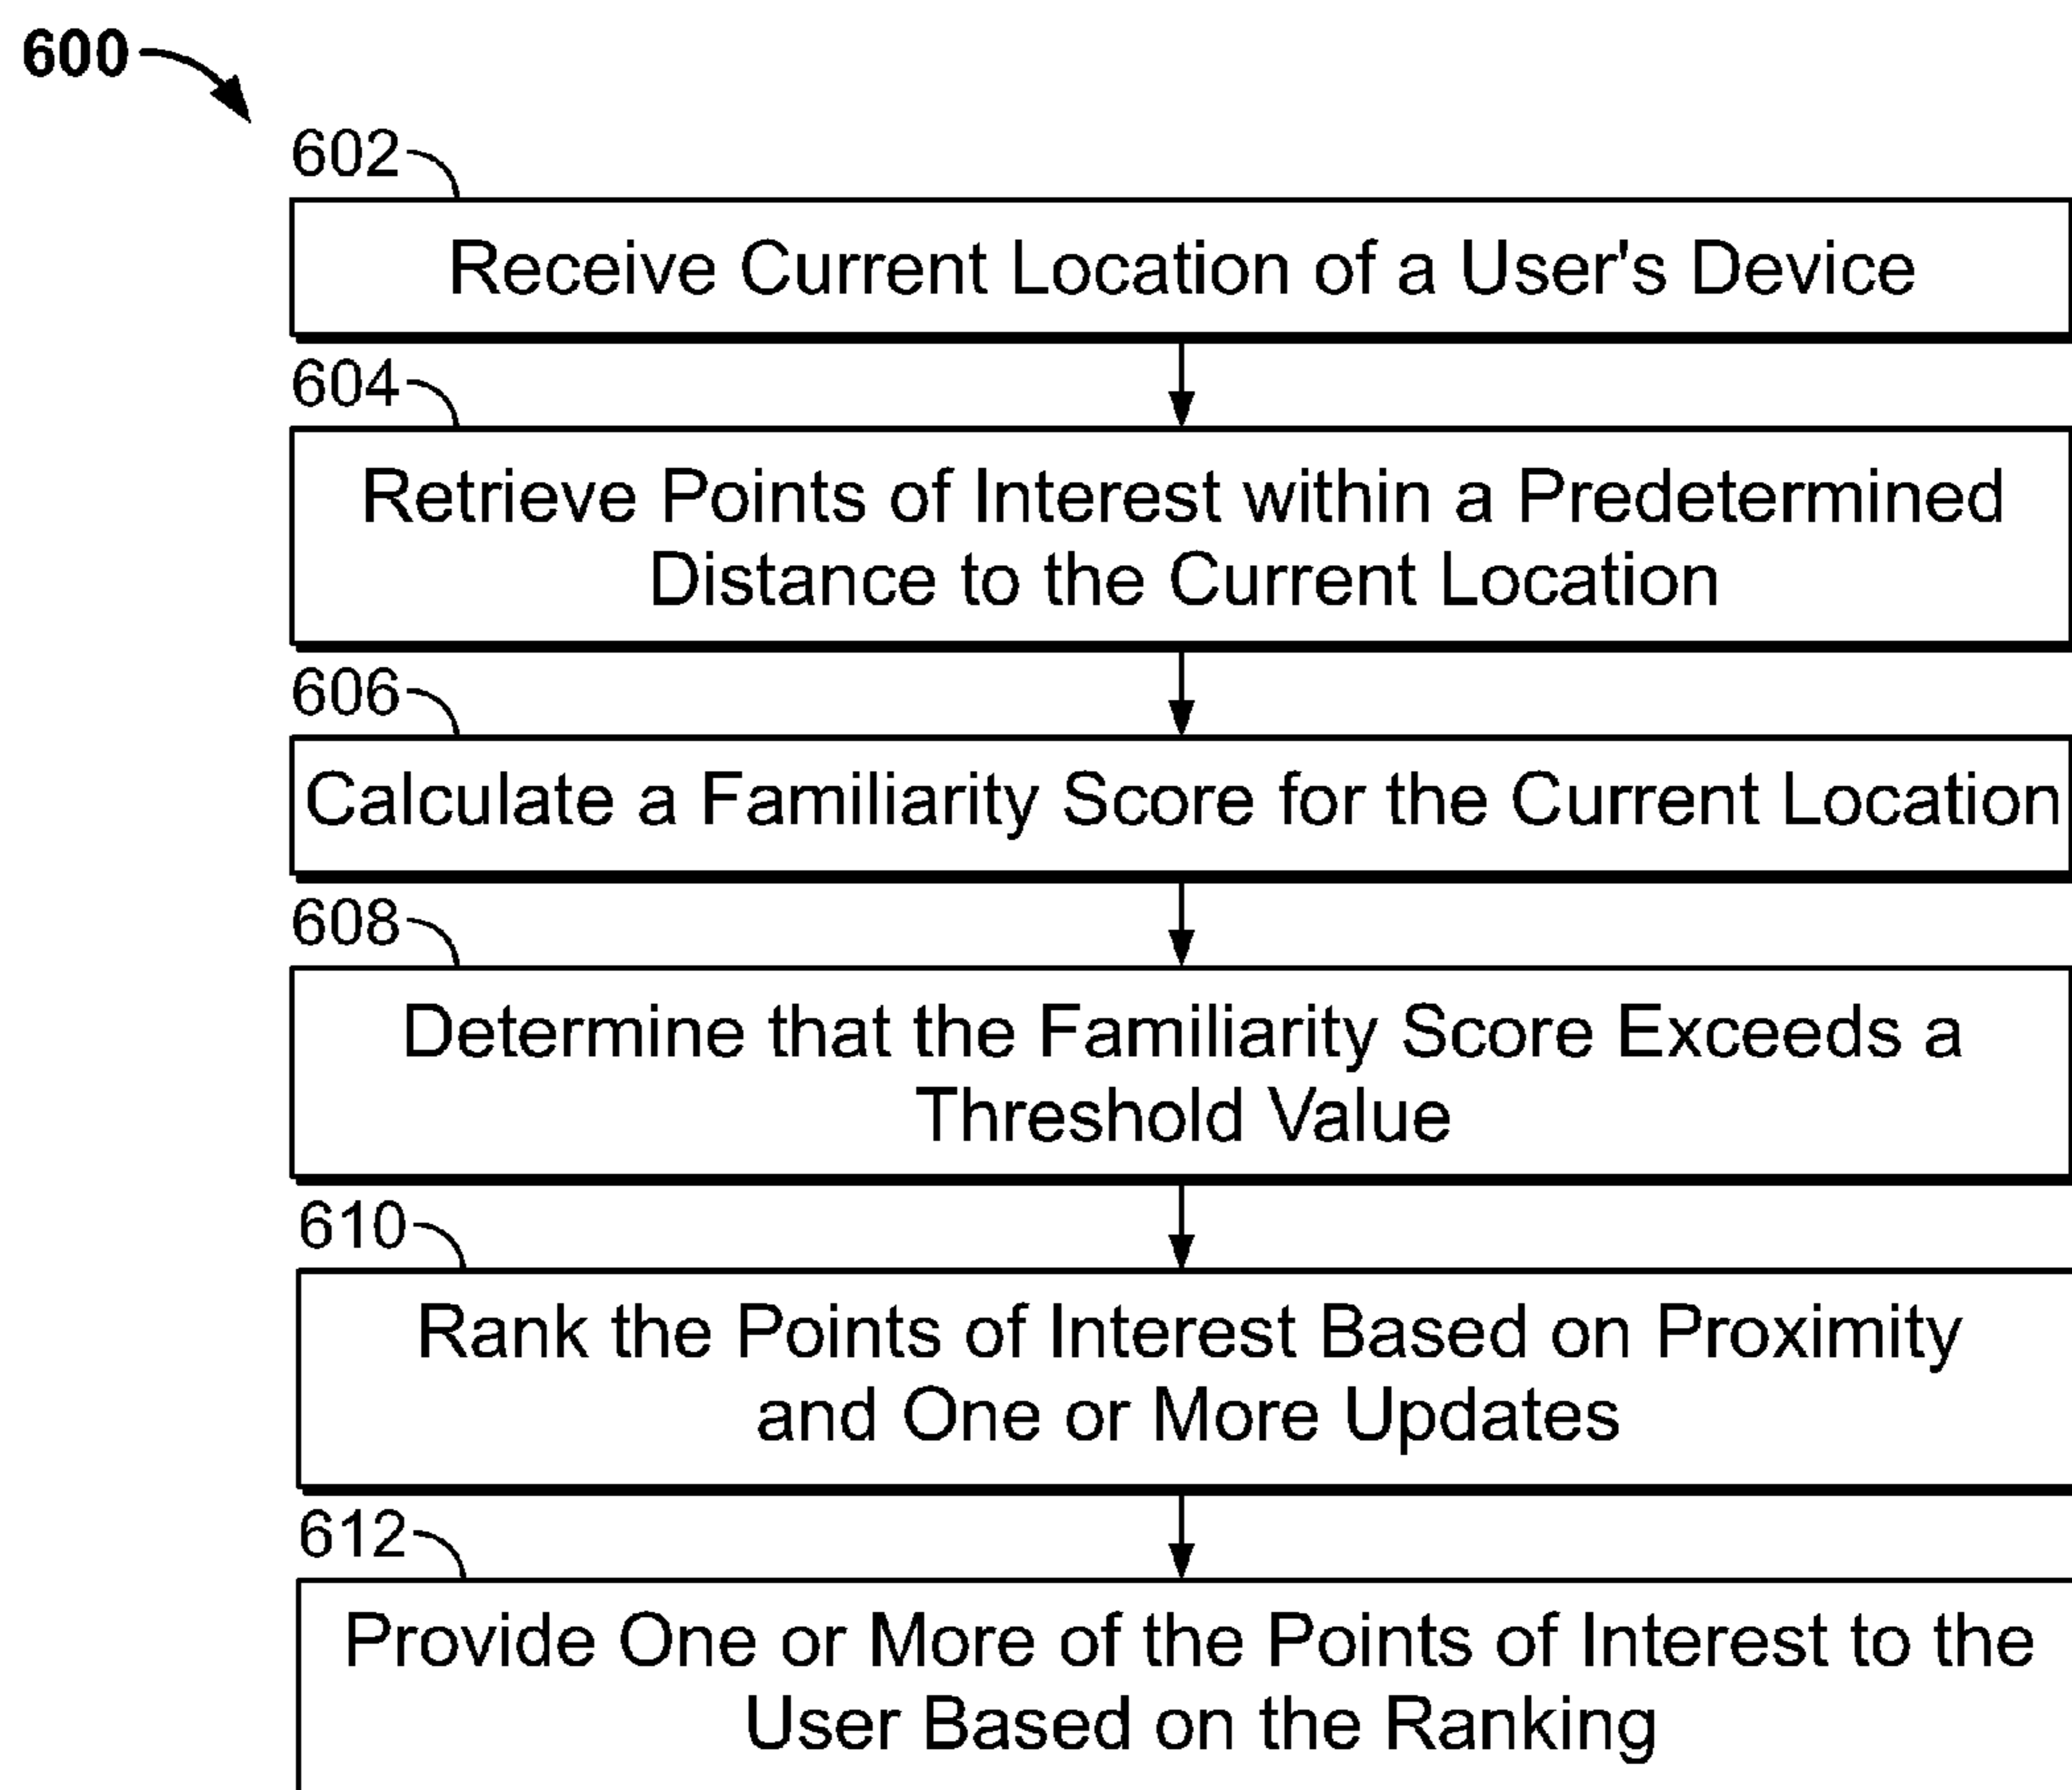 600
602
Receive Current Location of a User's Device
604
Retrieve Points of Interest within a Predetermined
Distance to the Current Location
606
Calculate a Familiarity Score for the Current Location
608
Determine that the Familiarity Score Exceeds a
Threshold Value
610
Rank the Points of Interest Based on Proximity
and One or More Updates
612
Provide One or More of the Points of Interest to the
User Based on the Ranking